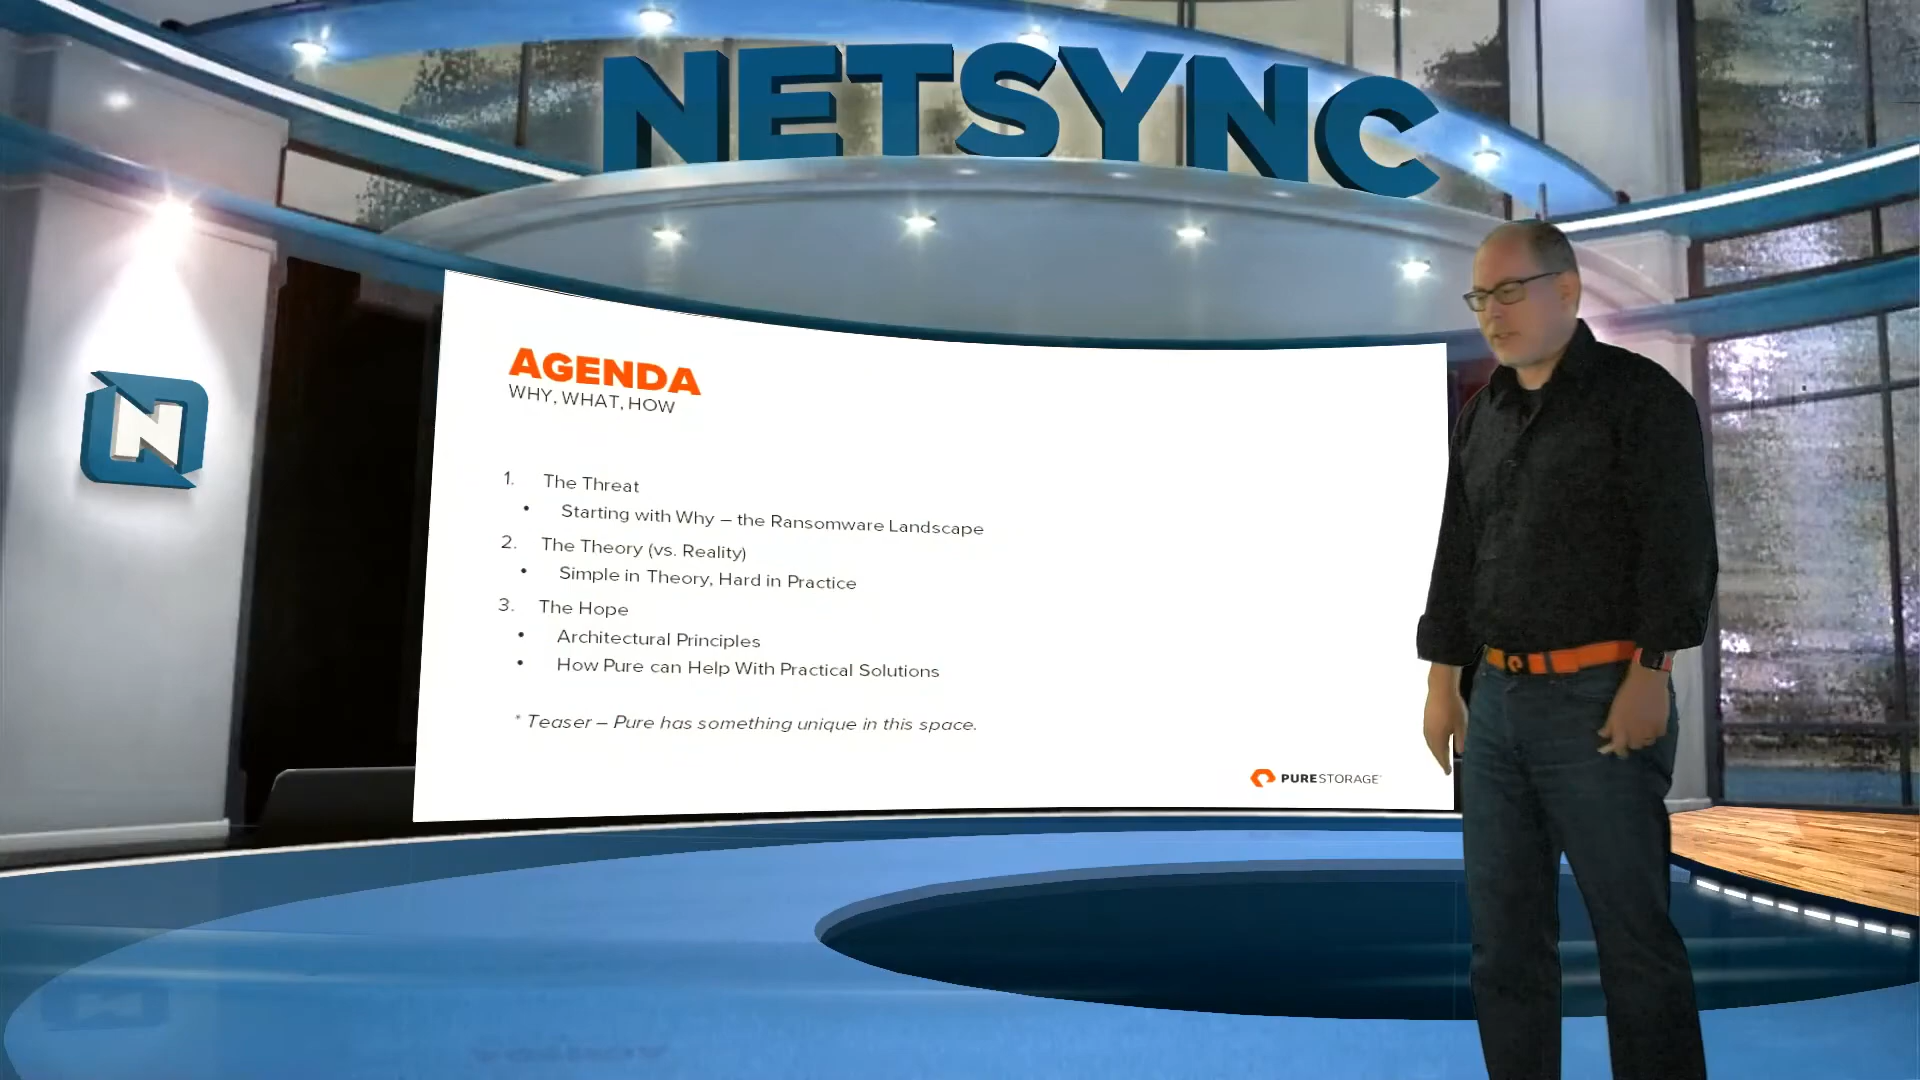 NETSYNC
N
AGENDA
WHY, WHAT, HOW
1. The Threat
• Starting with Why – the Ransomware Landscape
2. The Theory (vs. Reality)
• Simple in Theory, Hard in Practice
3. The Hope
• Architectural Principles
• How Pure can Help With Practical Solutions
* Teaser – Pure has something unique in this space.
PURESTORAGE